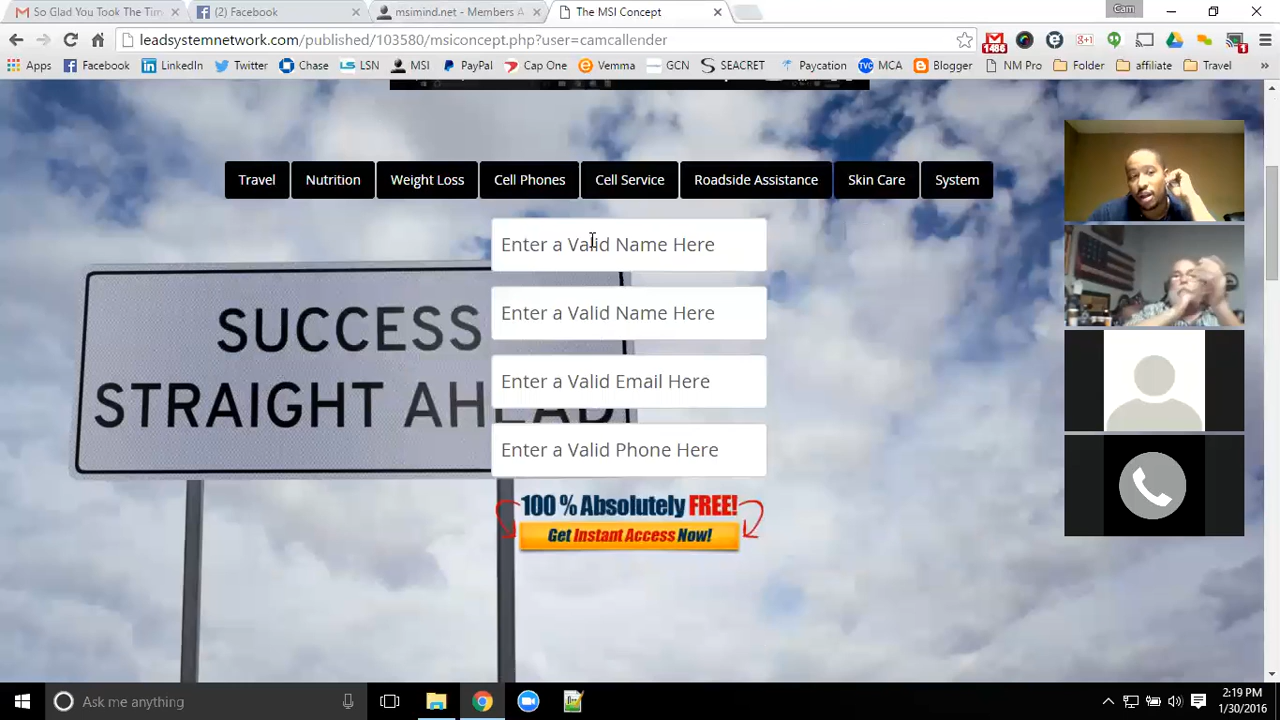 So Glad You Took The Tim
(2) Facebook
msimind.net - Members A
The MSI Concept
Cam
leadsystemnetwork.com/published/103580/msiconcept.php?user=camcallender
1486
1
Apps
Facebook
LinkedIn
Twitter
Chase
LSN
MSI
PayPal
Cap One
Vemma
GCN
SEACRET
Paycation
TVC MCA
Blogger
NM Pro
Folder
affiliate
Travel
Travel
Nutrition
Weight Loss
Cell Phones
Cell Service
Roadside Assistance
Skin Care
System
Enter a Valid Name Here
Enter a Valid Name Here
Enter a Valid Email Here
Enter a Valid Phone Here
SUCCESS
STRAIGHT AHEAD
100 % Absolutely FREE!
Get Instant Access Now!
Ask me anything
2:19 PM
1/30/2016